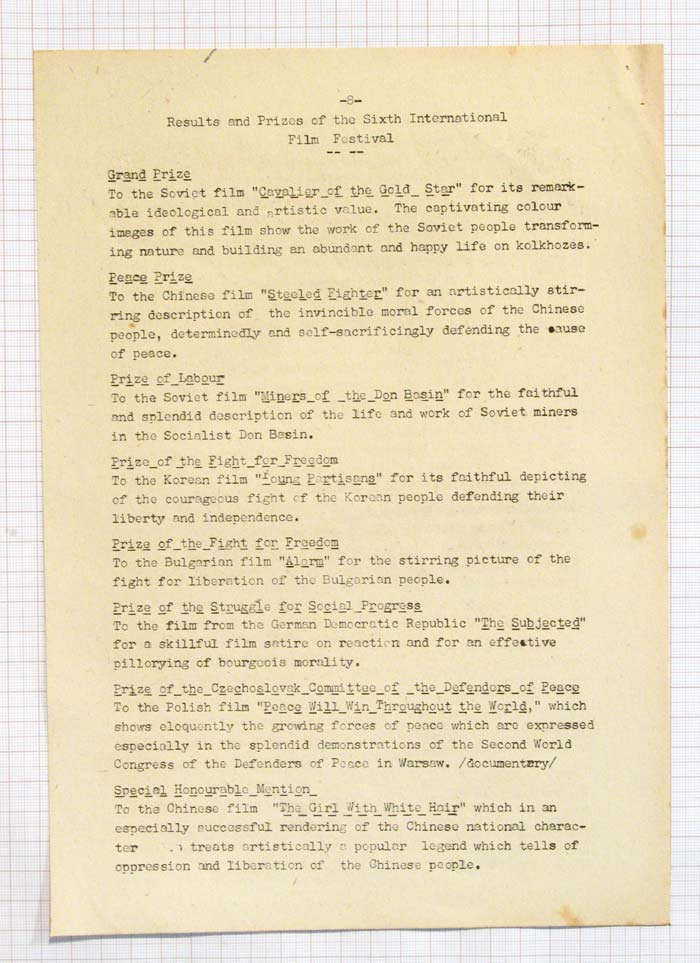 -8-
Results and Prizes of the Sixth International
Film Festival
Grand Prize
To the Soviet film "Cavalier of the Gold Star" for its remark-
able ideological and artistic value. The captivating colour
images of this film show the work of the Soviet people transform-
ing nature and building an abundant and happy life on kolkhozes.
Peace Prize
To the Chinese film "Steeled Fighter" for an artistically stir-
ring description of the invincible moral forces of the Chinese
people, determinedly and self-sacrificingly defending the cause
of peace.
Prize of Labour
To the Soviet film "Miners of the Don Basin" for the faithful
and splendid description of the life and work of Soviet miners
in the Socialist Don Basin.
Prize of the Fight for Freedom
To the Korean film "Young Partisans" for its faithful depicting
of the courageous fight of the Korean people defending their
liberty and independence.
Prize of the Fight for Freedom
To the Bulgarian film "Alarm" for the stirring picture of the
fight for liberation of the Bulgarian people.
Prize of the Struggle for Social Progress
To the film from the German Democratic Republic "The Subjected"
for a skillful film satire on reaction and for an effective
pillorying of bourgeois morality.
Prize of the Czechoslovak Committee of the Defenders of Peace
To the Polish film "Peace Will Win Throughout the World," which
shows eloquently the growing forces of peace which are expressed
especially in the splendid demonstrations of the Second World
Congress of the Defenders of Peace in Warsaw. /documentary/
Special Honourable Mention
To the Chinese film "The Girl With White Hair" which in an
especially successful rendering of the Chinese national charac-
ter treats artistically a popular legend which tells of
oppression and liberation of the Chinese people.